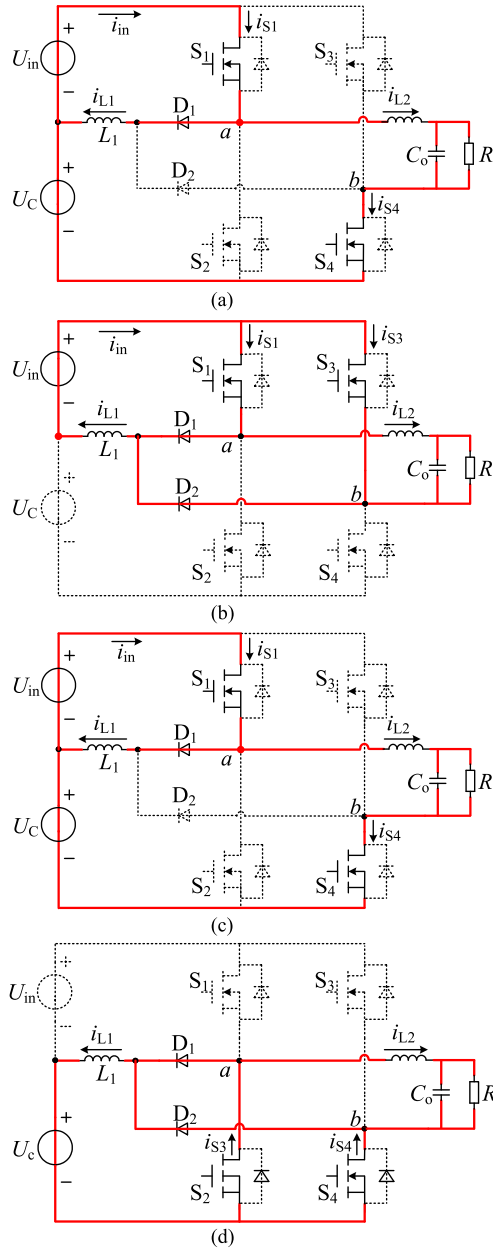 + i_in i_S1
U_in S_1 S_3
−
i_L1 D_1 i_L2
L_1 a
+ C_o R
U_C D_2 b
− i_S4
S_2 S_4
(a)
+ i_in i_S1 i_S3
U_in S_1 S_3
−
i_L1 D_1 i_L2
L_1 a
+ D_2 C_o R
U_C b
−
S_2 S_4
(b)
+ i_in i_S1
U_in S_1 S_3
−
i_L1 D_1 i_L2
L_1 a
+ C_o R
U_C D_2 b
− i_S4
S_2 S_4
(c)
+
U_in S_1 S_3
−
i_L1 D_1 i_L2
L_1 a
+ D_2 C_o R
U_c b
− i_S3 i_S4
S_2 S_4
(d)